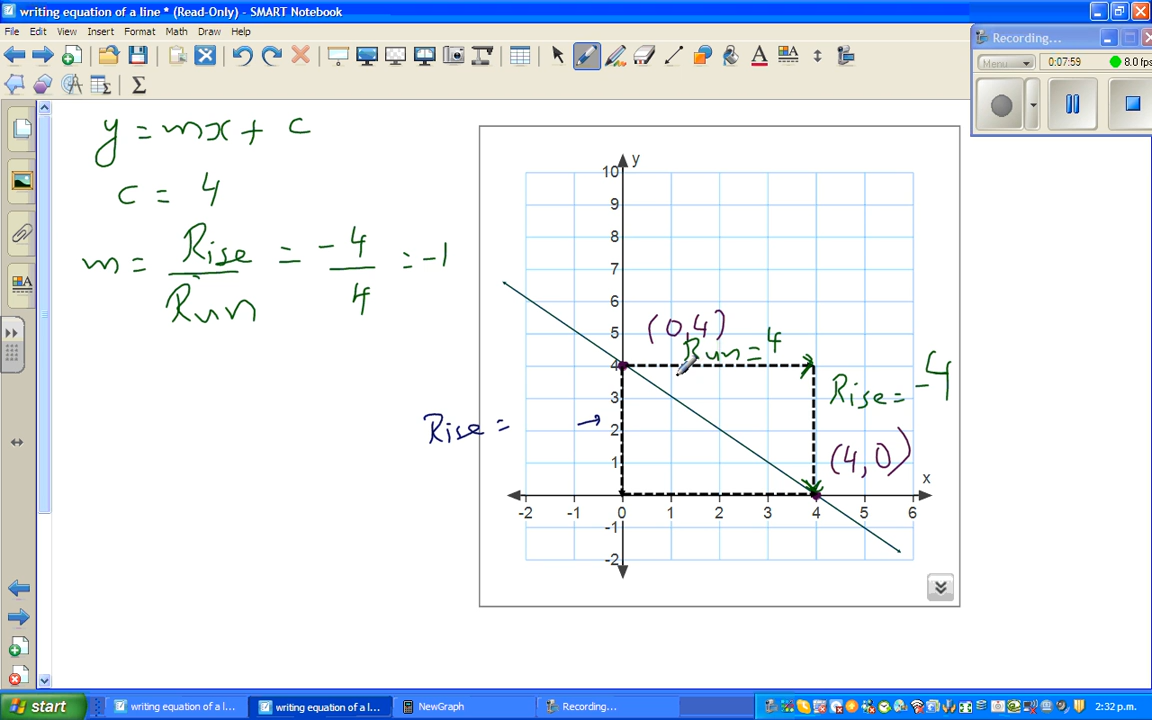 writing equation of a line * (Read-Only) - SMART Notebook
File Edit View Insert Format Math Draw Help
Recording...
Menu
0:07:59
8.0 fps
y = mx + c
c = 4
m = Rise/Run = -4/4 = -1
y
10
9
8
7
6
5
4
3
2
1
-1
-2
(0,4)
Run = 4
Rise = -4
Rise = →
(4,0)
x
-2 -1 0 1 2 3 4 5 6
start
writing equation of a l...
writing equation of a l...
NewGraph
Recording...
2:32 p.m.